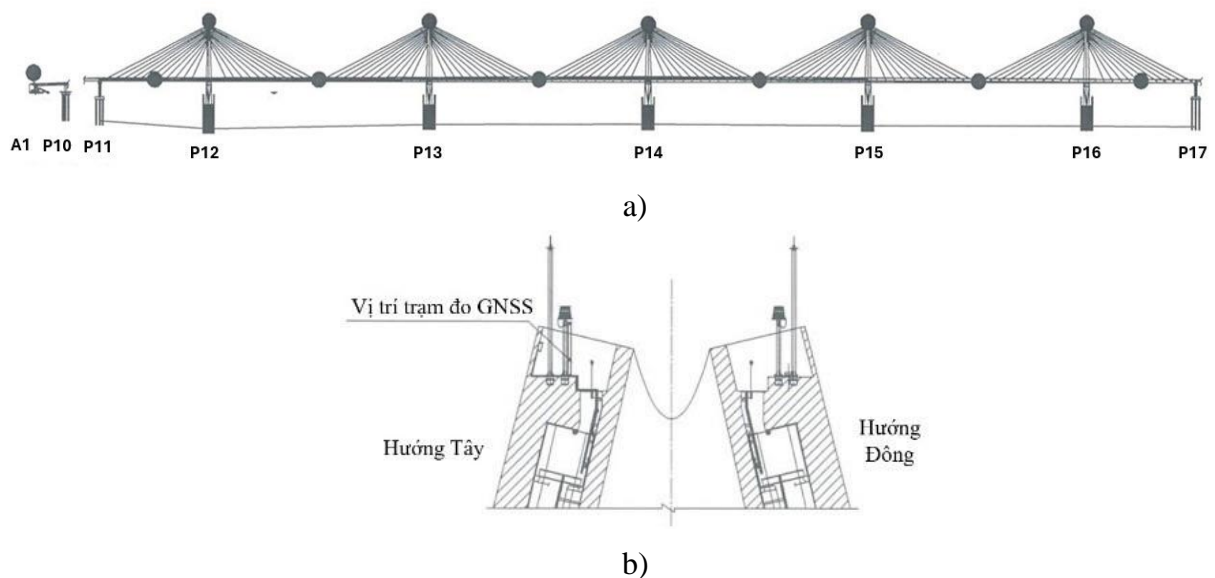 A1 P10 P11 P12 P13 P14 P15 P16 P17
a)
Vị trí trạm đo GNSS
Hướng Tây
Hướng
Đông
b)